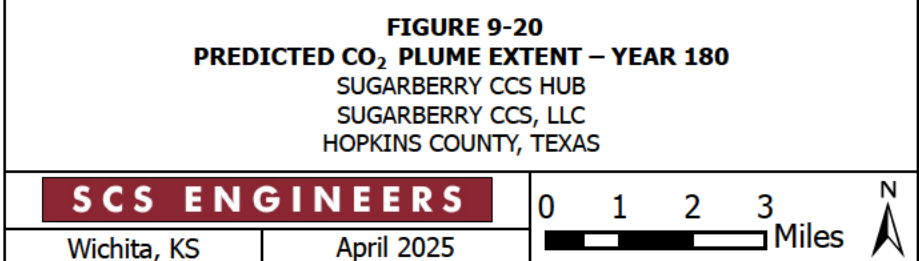 FIGURE 9-20
PREDICTED CO₂ PLUME EXTENT – YEAR 180
SUGARBERRY CCS HUB
SUGARBERRY CCS, LLC
HOPKINS COUNTY, TEXAS
SCS ENGINEERS
Wichita, KS
April 2025
0 1 2 3
Miles
N